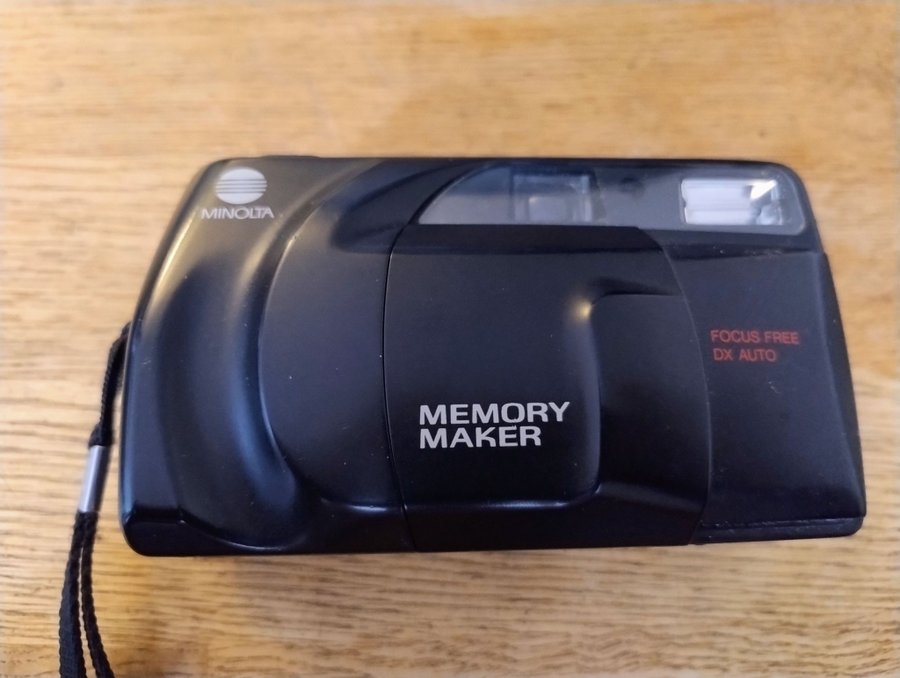 MINOLTA
FOCUS FREE
DX AUTO
MEMORY
MAKER